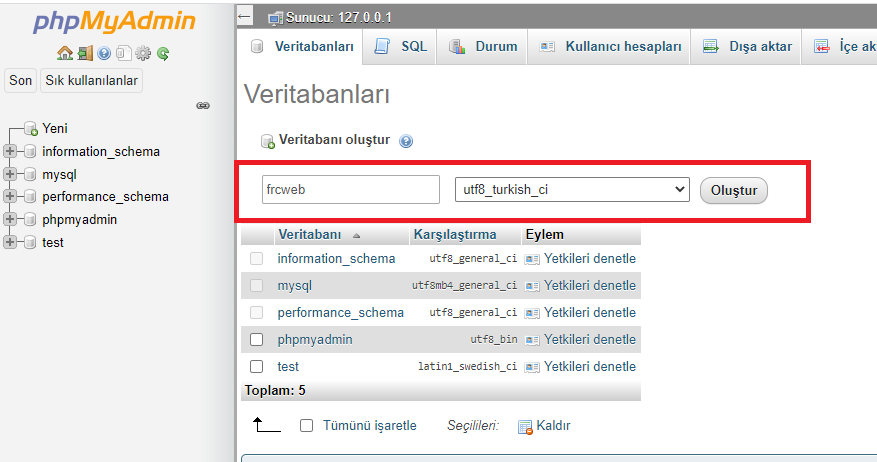 phpMyAdmin
Son Sık kullanılanlar
Yeni
information_schema
mysql
performance_schema
phpmyadmin
test
Sunucu: 127.0.0.1
Veritabanları SQL Durum Kullanıcı hesapları Dışa aktar İçe ak
Veritabanları
Veritabanı oluştur
frcweb utf8_turkish_ci Oluştur
Veritabanı Karşılaştırma Eylem
information_schema utf8_general_ci Yetkileri denetle
mysql utf8mb4_general_ci Yetkileri denetle
performance_schema utf8_general_ci Yetkileri denetle
phpmyadmin utf8_bin Yetkileri denetle
test latin1_swedish_ci Yetkileri denetle
Toplam: 5
Tümünü işaretle Seçilileri: Kaldır